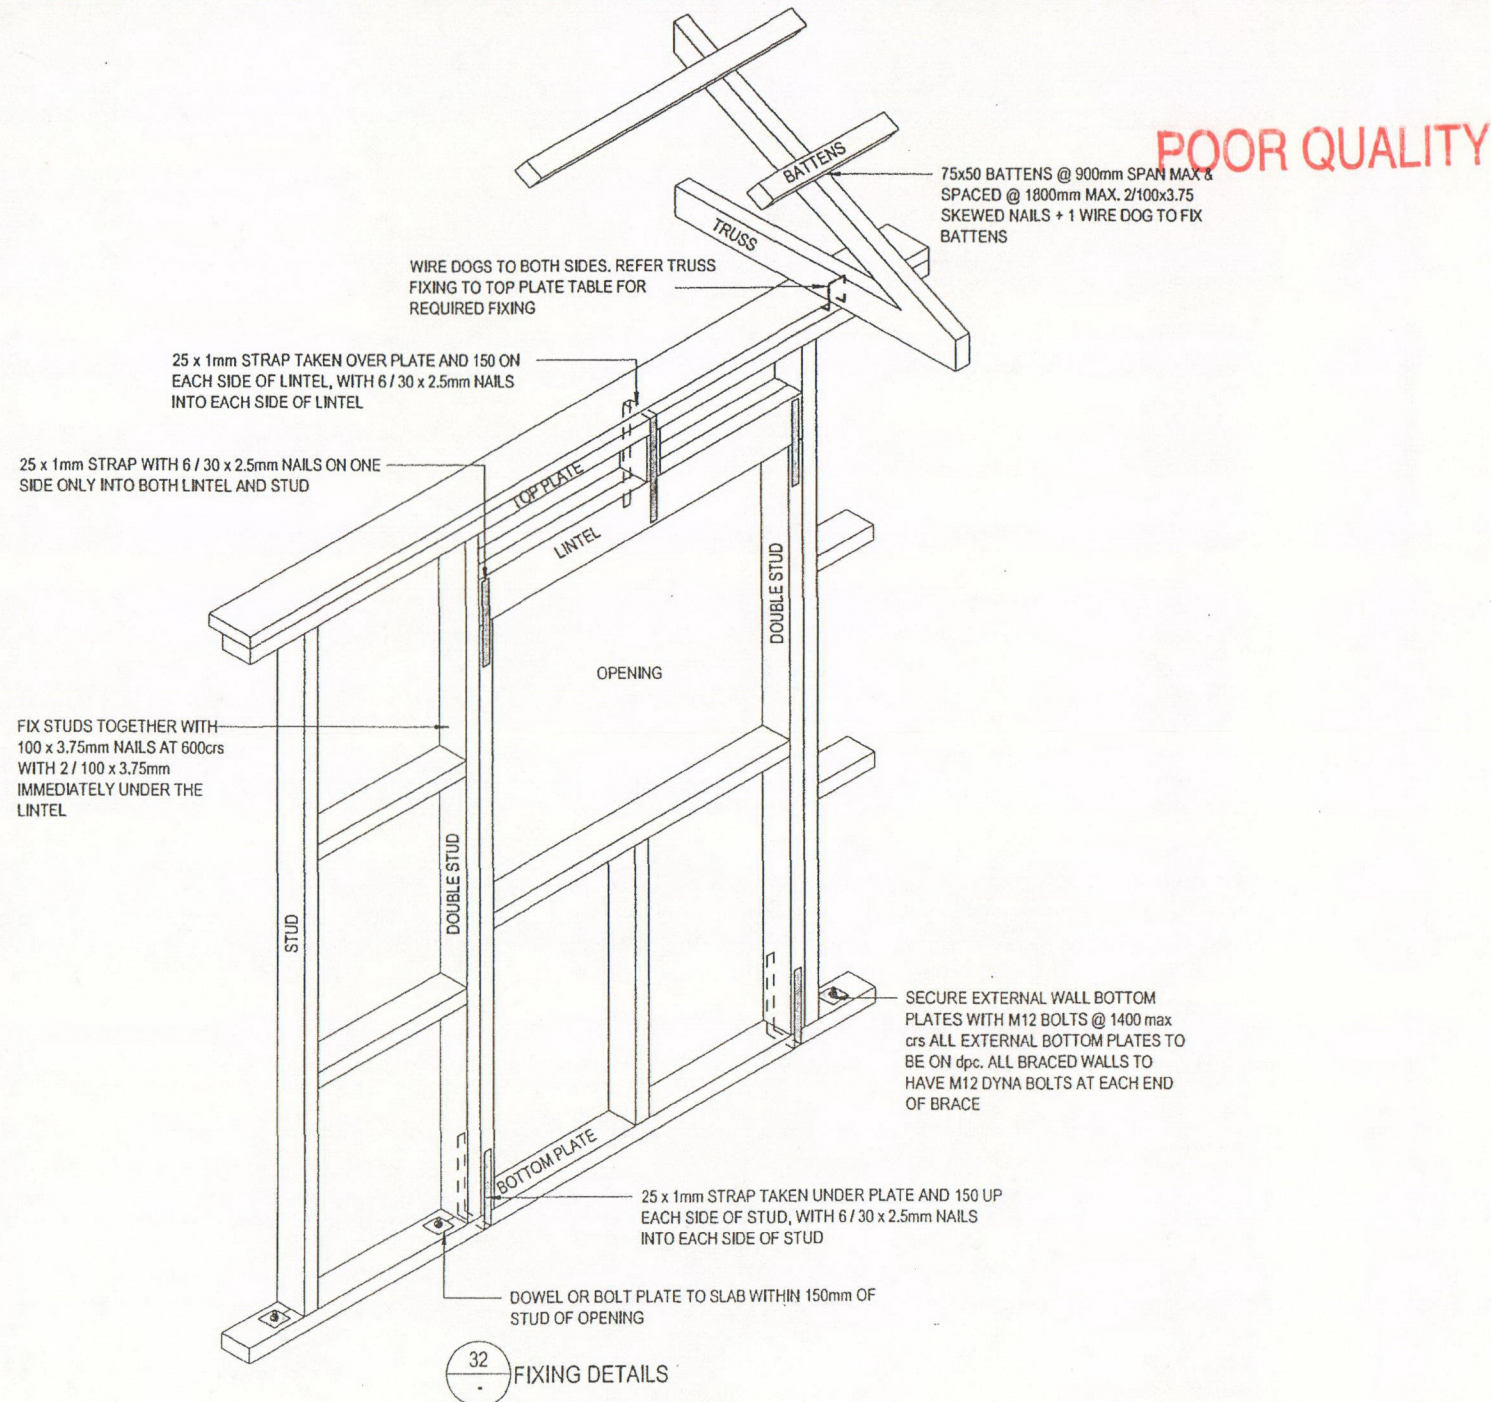 POOR QUALITY
BATTENS
75x50 BATTENS @ 900mm SPAN MAX &
SPACED @ 1800mm MAX. 2/100x3.75
SKEWED NAILS + 1 WIRE DOG TO FIX
BATTENS
TRUSS
WIRE DOGS TO BOTH SIDES. REFER TRUSS
FIXING TO TOP PLATE TABLE FOR
REQUIRED FIXING
25 x 1mm STRAP TAKEN OVER PLATE AND 150 ON
EACH SIDE OF LINTEL, WITH 6 / 30 x 2.5mm NAILS
INTO EACH SIDE OF LINTEL
25 x 1mm STRAP WITH 6 / 30 x 2.5mm NAILS ON ONE
SIDE ONLY INTO BOTH LINTEL AND STUD
TOP PLATE
LINTEL
DOUBLE STUD
OPENING
FIX STUDS TOGETHER WITH
100 x 3.75mm NAILS AT 600crs
WITH 2 / 100 x 3.75mm
IMMEDIATELY UNDER THE
LINTEL
DOUBLE STUD
STUD
SECURE EXTERNAL WALL BOTTOM
PLATES WITH M12 BOLTS @ 1400 max
crs ALL EXTERNAL BOTTOM PLATES TO
BE ON dpc. ALL BRACED WALLS TO
HAVE M12 DYNA BOLTS AT EACH END
OF BRACE
BOTTOM PLATE
25 x 1mm STRAP TAKEN UNDER PLATE AND 150 UP
EACH SIDE OF STUD, WITH 6 / 30 x 2.5mm NAILS
INTO EACH SIDE OF STUD
DOWEL OR BOLT PLATE TO SLAB WITHIN 150mm OF
STUD OF OPENING
32
-
FIXING DETAILS